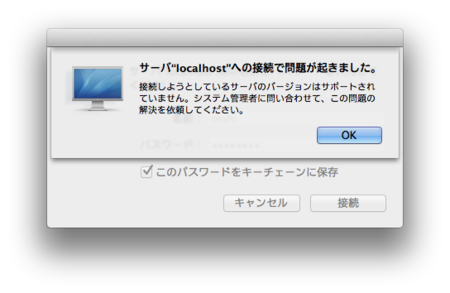 サーバ“localhost”への接続で問題が起きました。
接続しようとしているサーバのバージョンはサポートされ
ていません。システム管理者に問い合わせて、この問題の
解決を依頼してください。
OK
パスワード：
このパスワードをキーチェーンに保存
キャンセル
接続